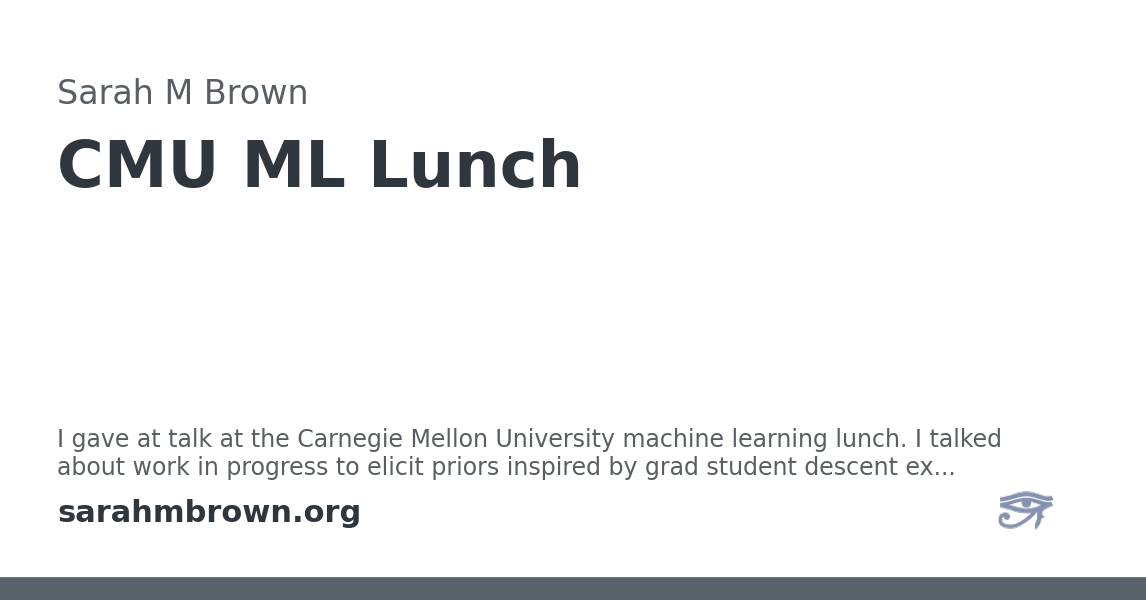 Sarah M Brown
CMU ML Lunch
I gave at talk at the Carnegie Mellon University machine learning lunch. I talked
about work in progress to elicit priors inspired by grad student descent ex...
sarahmbrown.org